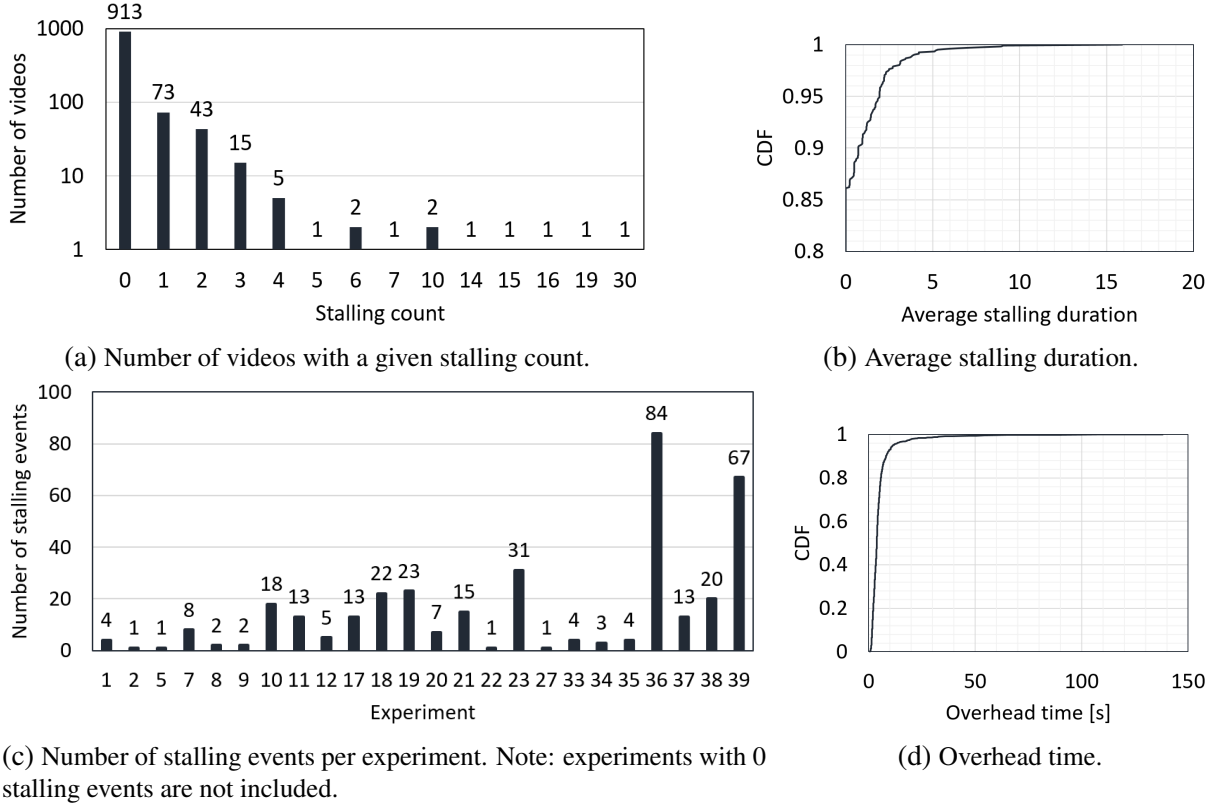 913
1000
73
43
100
15
5
10
2
2
1
1
1
1
1
1
1
1
0 1 2 3 4 5 6 7 10 14 15 16 19 30
Number of videos
Stalling count
(a) Number of videos with a given stalling count.
1
0.95
0.9
0.85
0.8
CDF
0 5 10 15 20
Average stalling duration
(b) Average stalling duration.
100
80
60
40
20
0
Number of stalling events
4 1 1 8 2 2 18 13 5 13 22 23 7 15 1 31 1 4 3 4 84 13 20 67
1 2 5 7 8 9 10 11 12 17 18 19 20 21 22 23 27 33 34 35 36 37 38 39
Experiment
(c) Number of stalling events per experiment. Note: experiments with 0
stalling events are not included.
1
0.8
0.6
0.4
0.2
0
CDF
0 50 100 150
Overhead time [s]
(d) Overhead time.